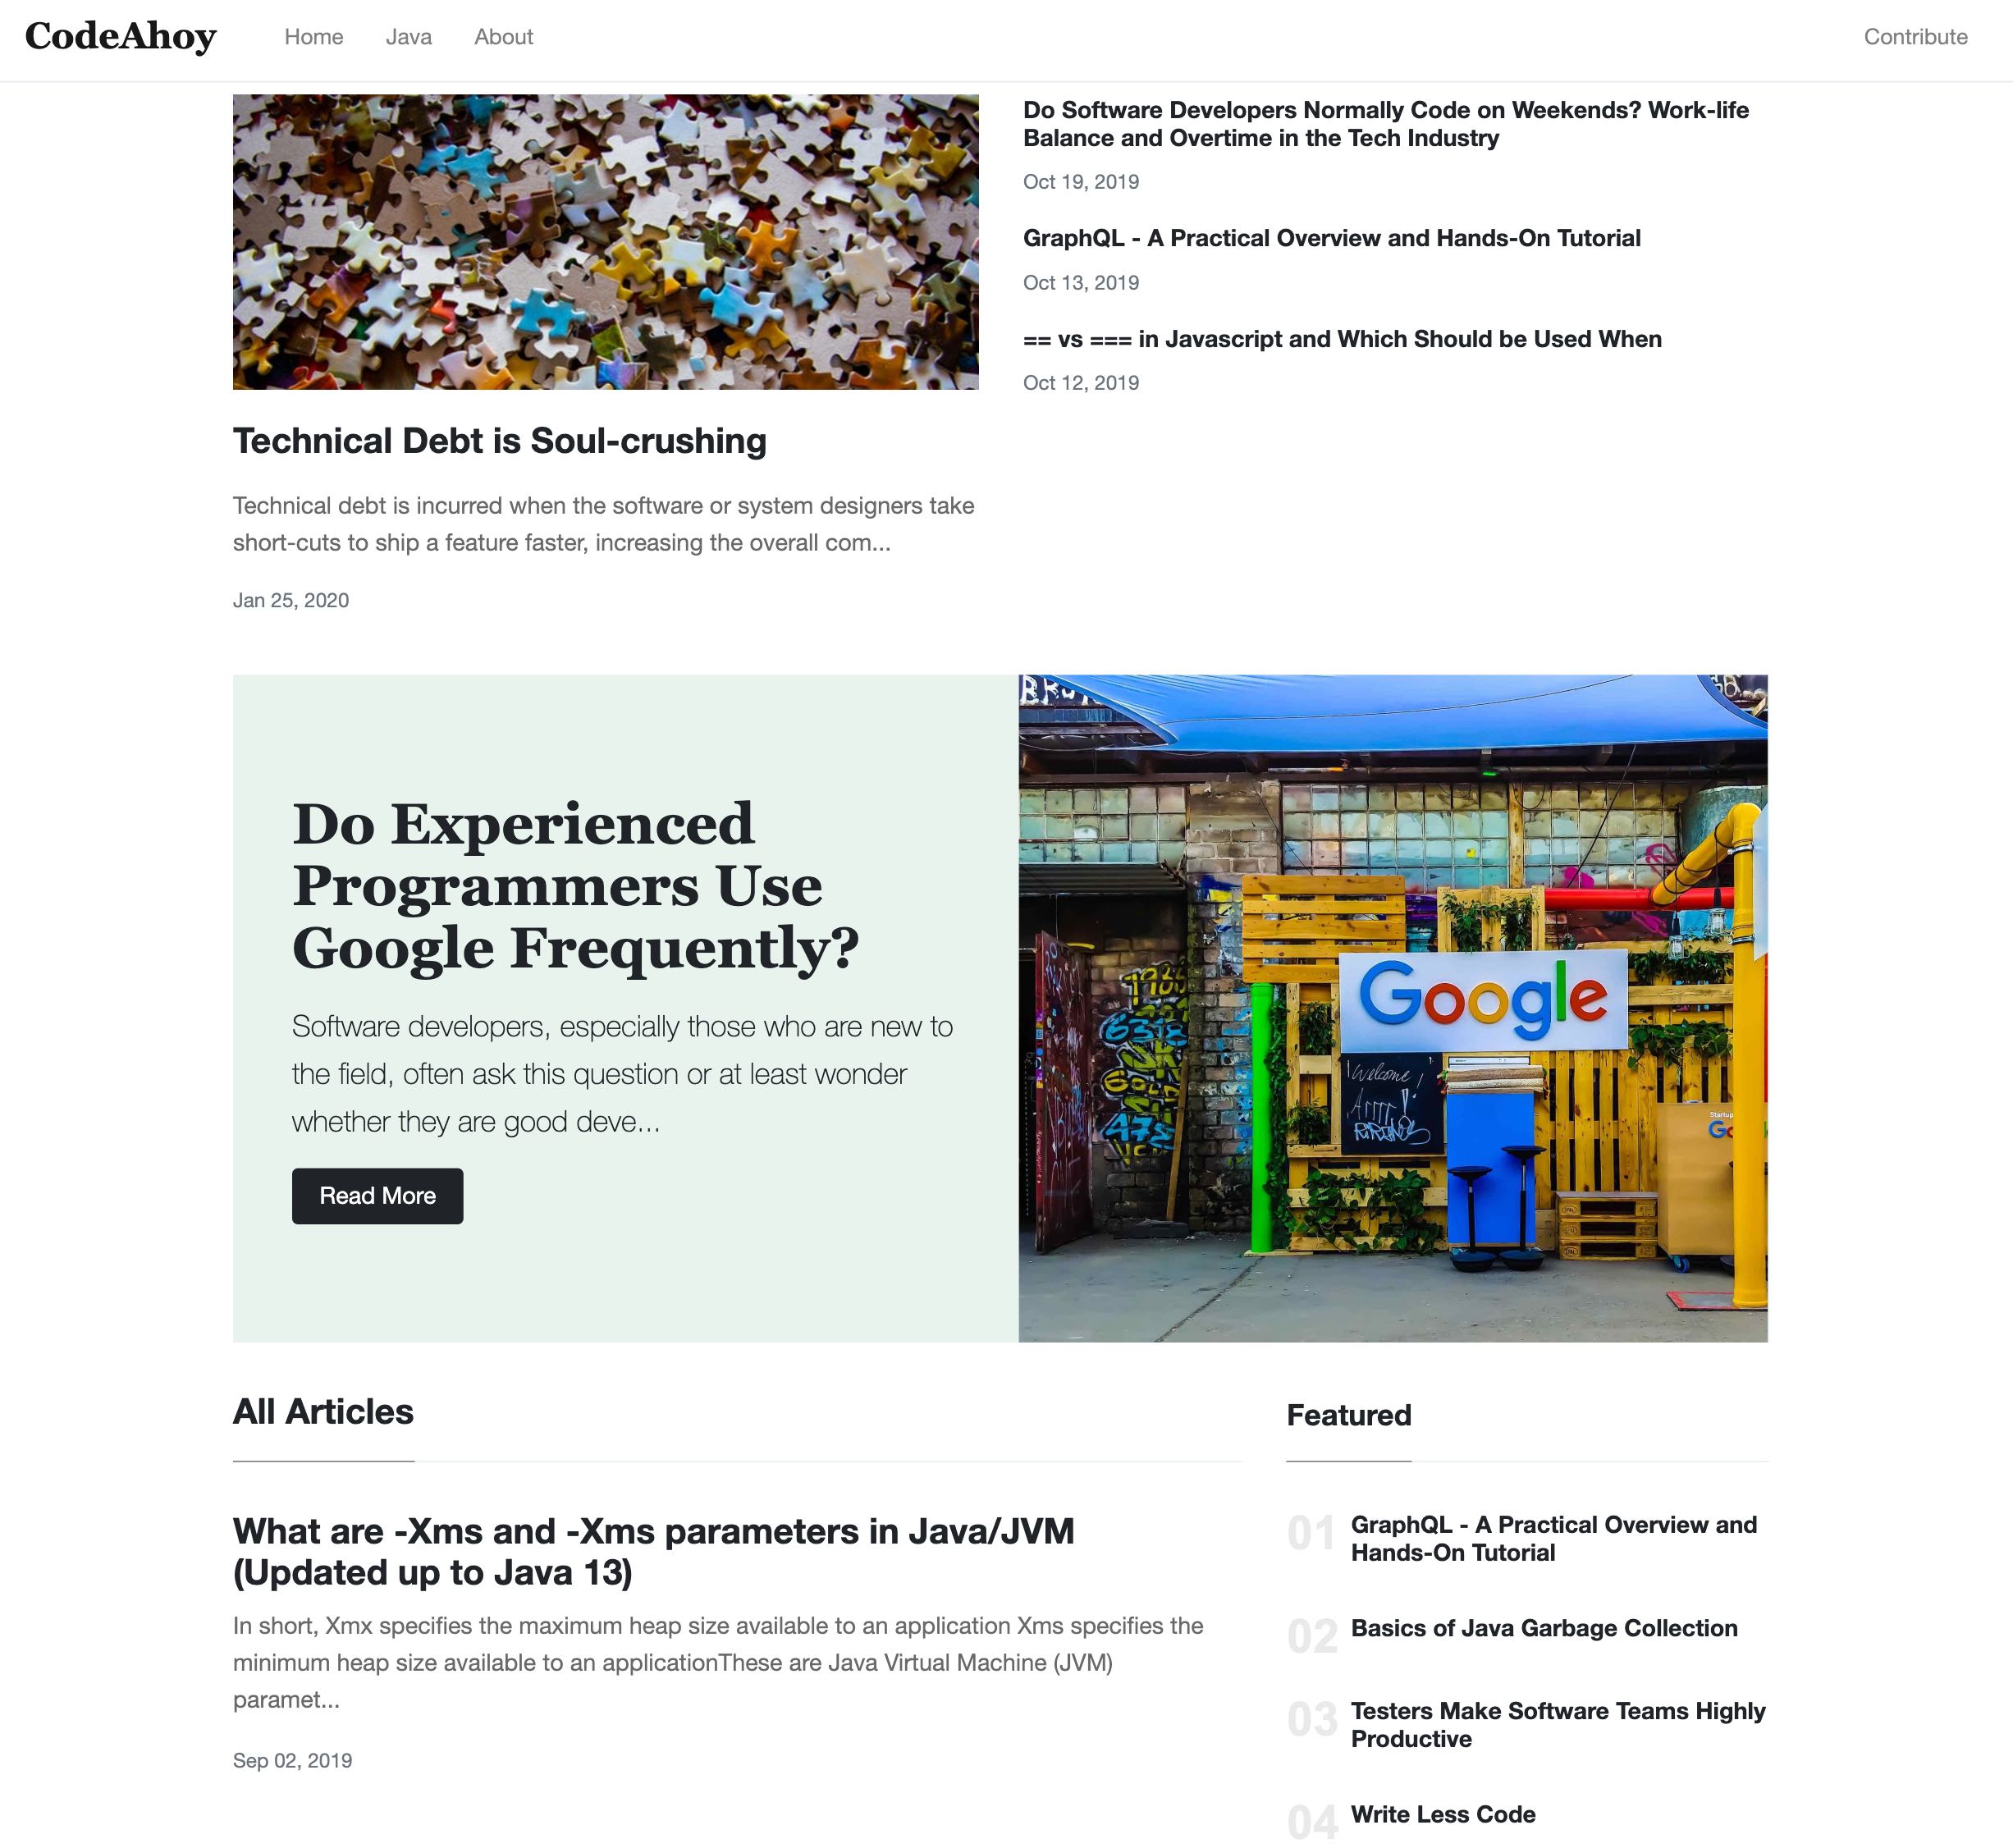 CodeAhoy
Home
Java
About
Contribute
Technical Debt is Soul-crushing
Technical debt is incurred when the software or system designers take
short-cuts to ship a feature faster, increasing the overall com...
Jan 25, 2020
Do Software Developers Normally Code on Weekends? Work-life
Balance and Overtime in the Tech Industry
Oct 19, 2019
GraphQL - A Practical Overview and Hands-On Tutorial
Oct 13, 2019
== vs === in Javascript and Which Should be Used When
Oct 12, 2019
Do Experienced
Programmers Use
Google Frequently?
Software developers, especially those who are new to
the field, often ask this question or at least wonder
whether they are good deve...
Read More
Google
Welcome!
Startup
All Articles
What are -Xms and -Xms parameters in Java/JVM
(Updated up to Java 13)
In short, Xmx specifies the maximum heap size available to an application Xms specifies the
minimum heap size available to an applicationThese are Java Virtual Machine (JVM)
paramet...
Sep 02, 2019
Featured
01
GraphQL - A Practical Overview and
Hands-On Tutorial
02
Basics of Java Garbage Collection
03
Testers Make Software Teams Highly
Productive
04
Write Less Code